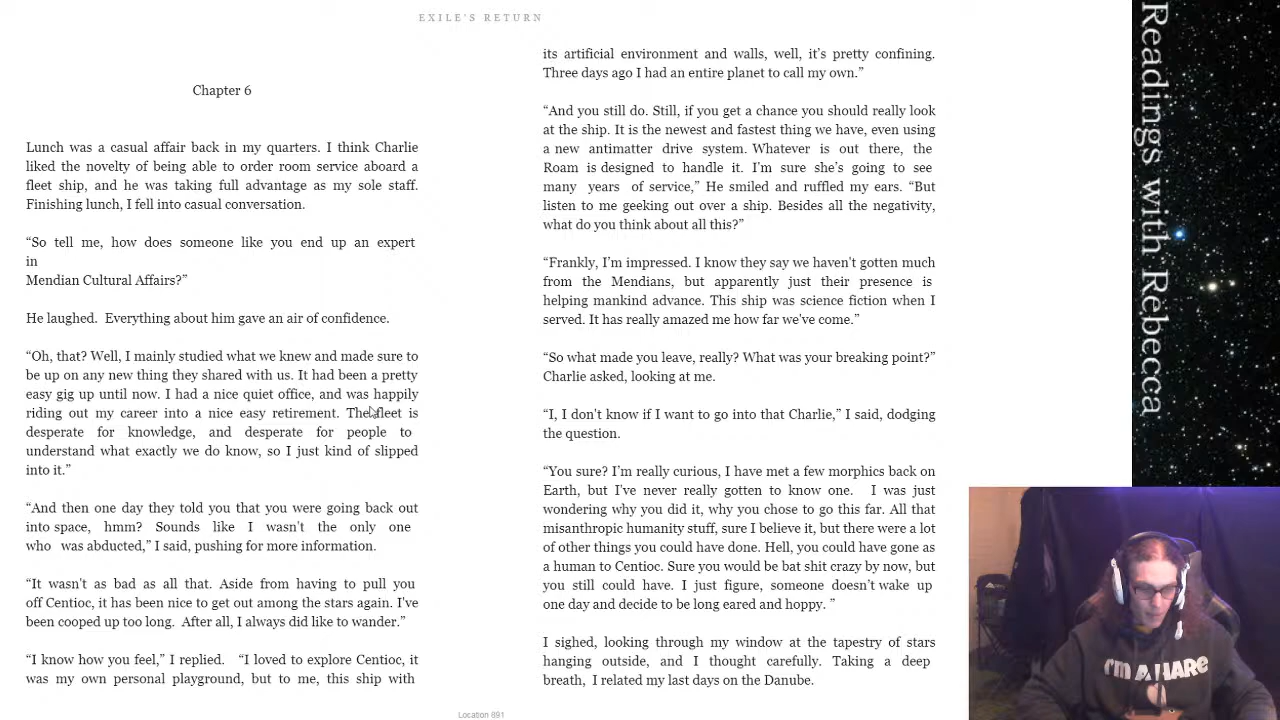 EXILE'S RETURN
Chapter 6
Lunch was a casual affair back in my quarters. I think Charlie
liked the novelty of being able to order room service aboard a
fleet ship, and he was taking full advantage as my sole staff.
Finishing lunch, I fell into casual conversation.
“So tell me, how does someone like you end up an expert
in
Mendian Cultural Affairs?”
He laughed. Everything about him gave an air of confidence.
“Oh, that? Well, I mainly studied what we knew and made sure to
be up on any new thing they shared with us. It had been a pretty
easy gig up until now. I had a nice quiet office, and was happily
riding out my career into a nice easy retirement. The fleet is
desperate for knowledge, and desperate for people to
understand what exactly we do know, so I just kind of slipped
into it.”
“And then one day they told you that you were going back out
into space, hmm? Sounds like I wasn't the only one
who was abducted,” I said, pushing for more information.
“It wasn't as bad as all that. Aside from having to pull you
off Centioc, it has been nice to get out among the stars again. I've
been cooped up too long. After all, I always did like to wander.”
“I know how you feel,” I replied. “I loved to explore Centioc, it
was my own personal playground, but to me, this ship with
its artificial environment and walls, well, it’s pretty confining.
Three days ago I had an entire planet to call my own.”
“And you still do. Still, if you get a chance you should really look
at the ship. It is the newest and fastest thing we have, even using
a new antimatter drive system. Whatever is out there, the
Roam is designed to handle it. I’m sure she’s going to see
many years of service,” He smiled and ruffled my ears. “But
listen to me geeking out over a ship. Besides all the negativity,
what do you think about all this?”
“Frankly, I’m impressed. I know they say we haven't gotten much
from the Mendians, but apparently just their presence is
helping mankind advance. This ship was science fiction when I
served. It has really amazed me how far we've come.”
“So what made you leave, really? What was your breaking point?”
Charlie asked, looking at me.
“I, I don't know if I want to go into that Charlie,” I said, dodging
the question.
“You sure? I’m really curious, I have met a few morphics back on
Earth, but I've never really gotten to know one. I was just
wondering why you did it, why you chose to go this far. All that
misanthropic humanity stuff, sure I believe it, but there were a lot
of other things you could have done. Hell, you could have gone as
a human to Centioc. Sure you would be bat shit crazy by now, but
you still could have. I just figure, someone doesn’t wake up
one day and decide to be long eared and hoppy. ”
I sighed, looking through my window at the tapestry of stars
hanging outside, and I thought carefully. Taking a deep
breath, I related my last days on the Danube.
Location 891
Readings with Rebecca
I'M A HARE